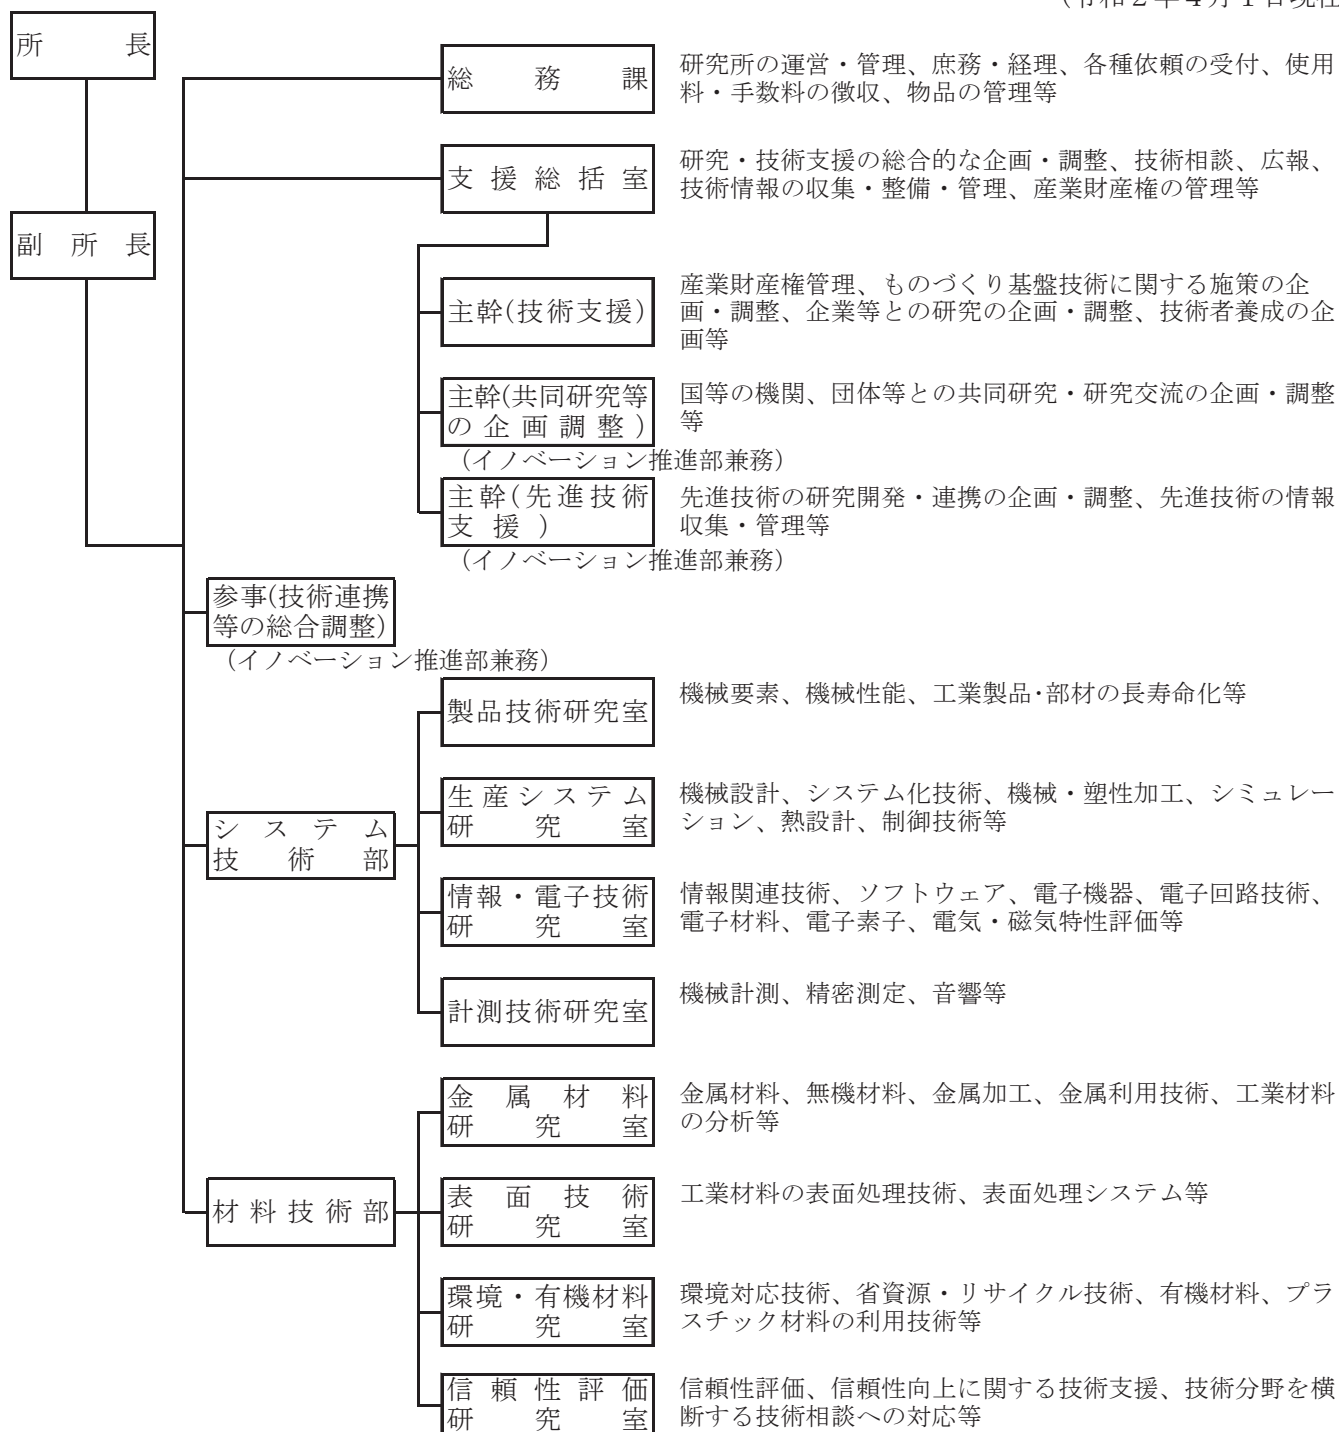 (令和2年4月1日現在
所長
総務課
研究所の運営・管理、庶務・経理、各種依頼の受付、使用
料・手数料の徴収、物品の管理等
支援総括室
研究・技術支援の総合的な企画・調整、技術相談、広報、
技術情報の収集・整備・管理、産業財産権の管理等
副所長
主幹(技術支援)
産業財産権管理、ものづくり基盤技術に関する施策の企
画・調整、企業等との研究の企画・調整、技術者養成の企
画等
主幹(共同研究等
の企画調整)
国等の機関、団体等との共同研究・研究交流の企画・調整
等
(イノベーション推進部兼務)
主幹(先進技術
支援)
先進技術の研究開発・連携の企画・調整、先進技術の情報
収集・管理等
(イノベーション推進部兼務)
参事(技術連携
等の総合調整)
(イノベーション推進部兼務)
製品技術研究室
機械要素、機械性能、工業製品・部材の長寿命化等
システム
技術部
生産システム
研究室
機械設計、システム化技術、機械・塑性加工、シミュレー
ション、熱設計、制御技術等
情報・電子技術
研究室
情報関連技術、ソフトウェア、電子機器、電子回路技術、
電子材料、電子素子、電気・磁気特性評価等
計測技術研究室
機械計測、精密測定、音響等
材料技術部
金属材料
研究室
金属材料、無機材料、金属加工、金属利用技術、工業材料
の分析等
表面技術
研究室
工業材料の表面処理技術、表面処理システム等
環境・有機材料
研究室
環境対応技術、省資源・リサイクル技術、有機材料、プラ
スチック材料の利用技術等
信頼性評価
研究室
信頼性評価、信頼性向上に関する技術支援、技術分野を横
断する技術相談への対応等